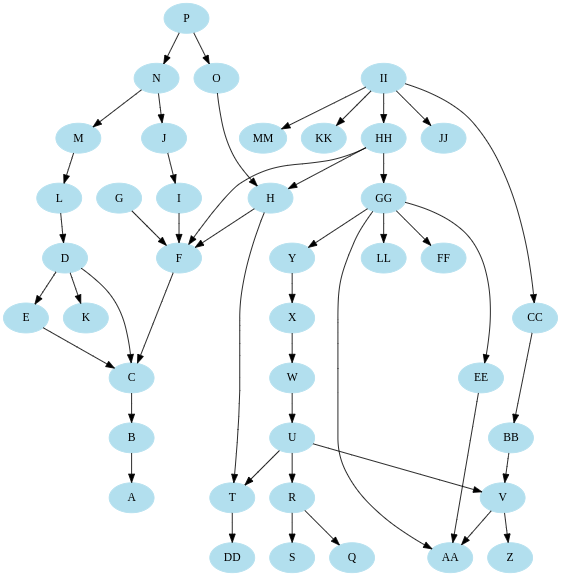 P
N O II
M J MM KK HH JJ
L G I H GG
D F Y LL FF
E K X CC
C W EE
B U BB
A T R V
DD S Q AA Z